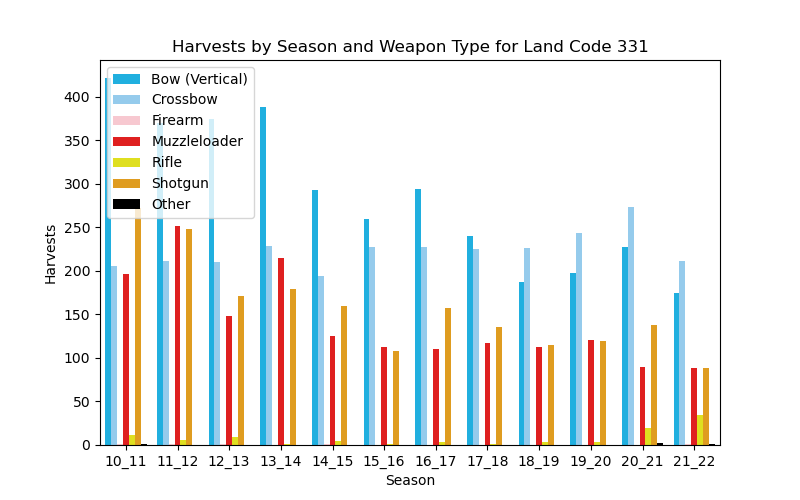 Harvests by Season and Weapon Type for Land Code 331
Bow (Vertical)
Crossbow
Firearm
Muzzleloader
Rifle
Shotgun
Other
Harvests
400
350
300
250
200
150
100
50
0
10_11 11_12 12_13 13_14 14_15 15_16 16_17 17_18 18_19 19_20 20_21 21_22
Season